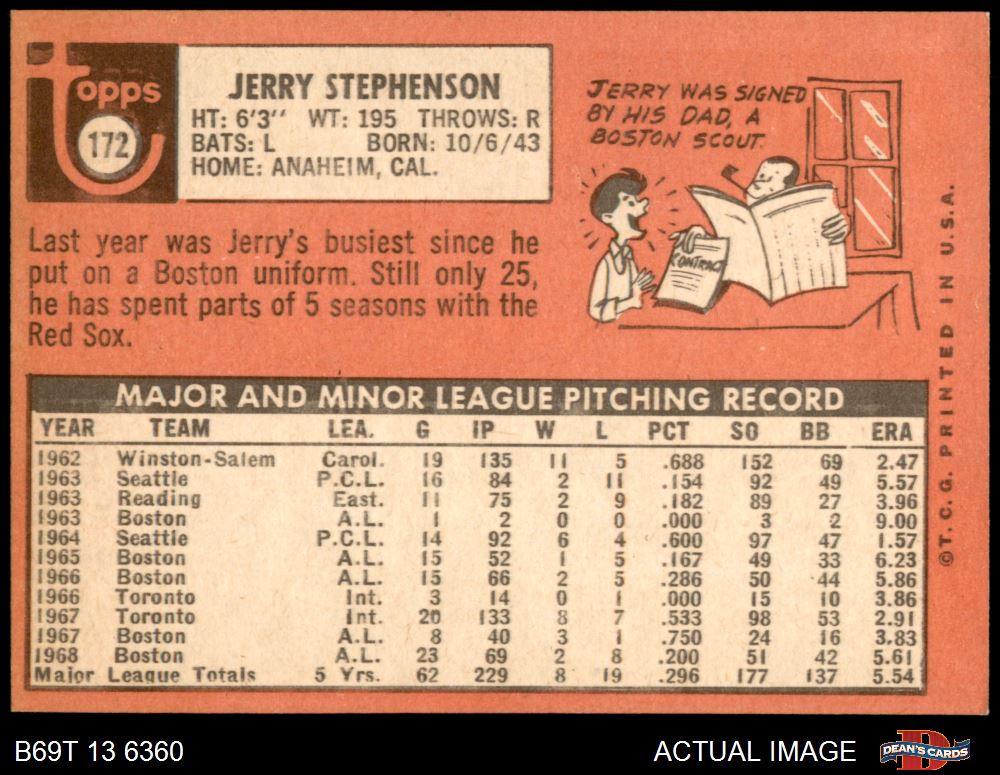 topps
172
JERRY STEPHENSON
HT: 6'3" WT: 195 THROWS: R
BATS: L BORN: 10/6/43
HOME: ANAHEIM, CAL.
JERRY WAS SIGNED
BY HIS DAD, A
BOSTON SCOUT.
CONTRACT
Last year was Jerry's busiest since he
put on a Boston uniform. Still only 25,
he has spent parts of 5 seasons with the
Red Sox.
MAJOR AND MINOR LEAGUE PITCHING RECORD
YEAR TEAM LEA. G IP W L PCT SO BB ERA
1962 Winston-Salem Carol. 19 135 11 5 .688 152 69 2.47
1963 Seattle P.C.L. 16 84 2 11 .154 92 49 5.57
1963 Reading East. 11 75 2 9 .182 89 27 3.96
1963 Boston A.L. 1 2 0 0 .000 3 2 9.00
1964 Seattle P.C.L. 14 92 6 4 .600 97 47 1.57
1965 Boston A.L. 15 52 1 5 .167 49 33 6.23
1966 Boston A.L. 15 66 2 5 .286 50 44 5.86
1966 Toronto Int. 3 14 0 1 .000 15 10 3.86
1967 Toronto Int. 20 133 8 7 .533 98 53 2.91
1967 Boston A.L. 8 40 3 1 .750 24 16 3.83
1968 Boston A.L. 23 69 2 8 .200 51 42 5.61
Major League Totals 5 Yrs. 62 229 8 19 .296 177 137 5.54
©T.C.G. PRINTED IN U.S.A.
B69T 13 6360
ACTUAL IMAGE
DEAN'S CARDS